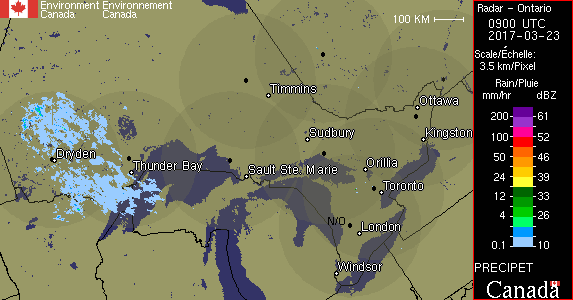 Environment Environnement
Canada Canada
100 KM
Timmins
Ottawa
Sudbury
Kingston
Dryden
Thunder Bay
Sault Ste. Marie
Orillia
Toronto
N/O
London
Windsor
Radar - Ontario
0900 UTC
2017-03-23
Scale/Échelle:
3.5 km/Pixel
Rain/Pluie
mm/hr dBZ
200 61
100 52
50 46
24 39
12 33
4 26
0.1 10
PRECIPET
Canada